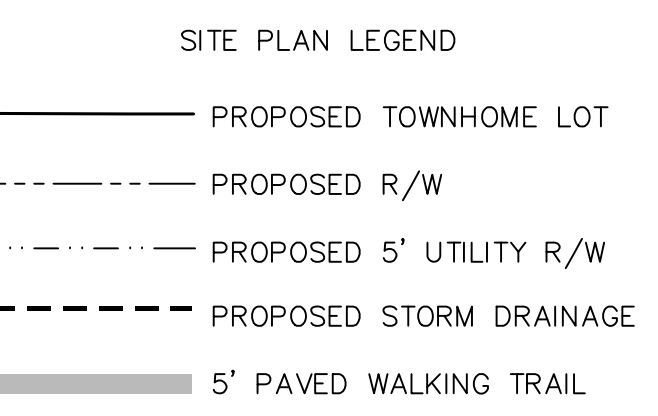 SITE PLAN LEGEND
PROPOSED TOWNHOME LOT
PROPOSED R/W
PROPOSED 5' UTILITY R/W
PROPOSED STORM DRAINAGE
5' PAVED WALKING TRAIL